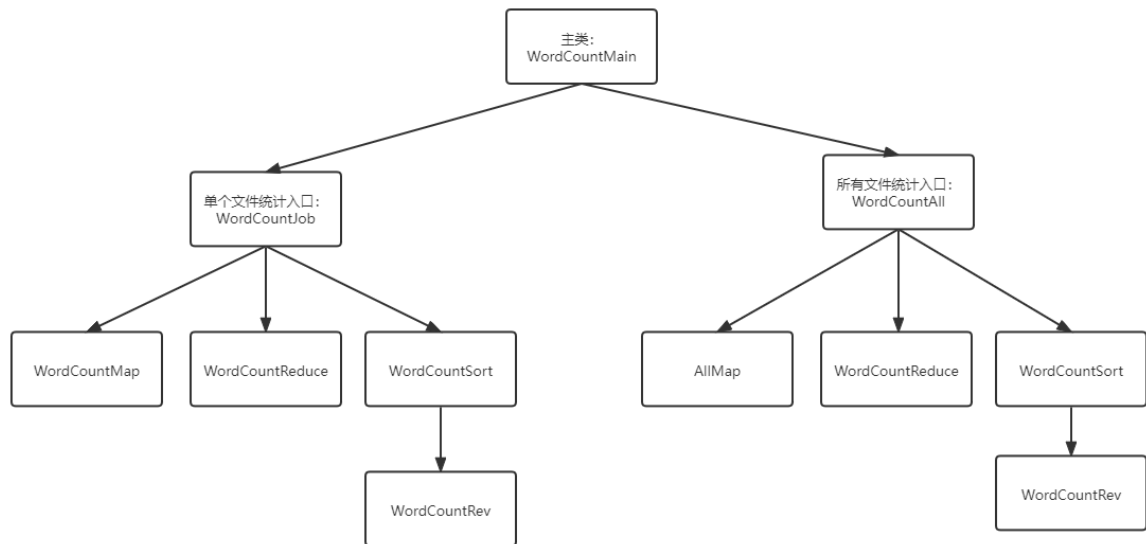 主类：
WordCountMain
单个文件统计入口：
WordCountJob
所有文件统计入口：
WordCountAll
WordCountMap
WordCountReduce
WordCountSort
AllMap
WordCountReduce
WordCountSort
WordCountRev
WordCountRev